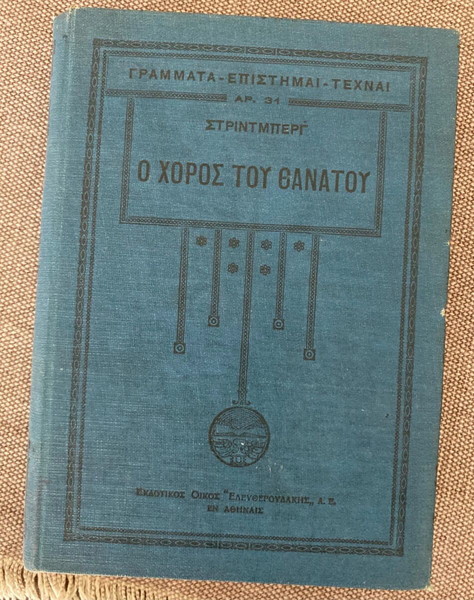 ΓΡΑΜΜΑΤΑ-ΕΠΙΣΤΗΜΑΙ-ΤΕΧΝΑΙ
ΑΡ. 31
ΣΤΡΙΝΤΜΠΕΡΓ
Ο ΧΟΡΟΣ ΤΟΥ ΘΑΝΑΤΟΥ
ΕΚΔΟΤΙΚΟΣ ΟΙΚΟΣ "ΕΛΕΥΘΕΡΟΥΔΑΚΗΣ,, Α. Ε.
ΕΝ ΑΘΗΝΑΙΣ